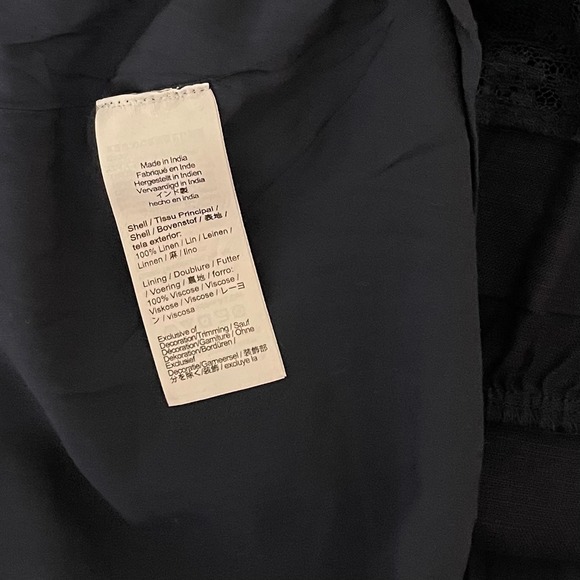 Made in India
Fabriqué en Inde
Hergestellt in Indien
Vervaardigd in India
インド製
hecho en India
Shell / Tissu Principal /
Shell / Bovenstof / 表地 /
tela exterior:
100% Linen / Lin / Leinen /
Linnen / 麻 / lino
Lining / Doublure / Futter
/ Voering / 裏地 / forro:
100% Viscose / Viscose /
Viskose / Viscose / レーヨ
ン / viscosa
Exclusive of
Decoration/Trimming / Sauf
Décoration/Garniture / Ohne
Dekoration/Bordüren /
Exclusief
Decoratie/Garneersel / 装飾部
分を除く/装飾 / excluye la